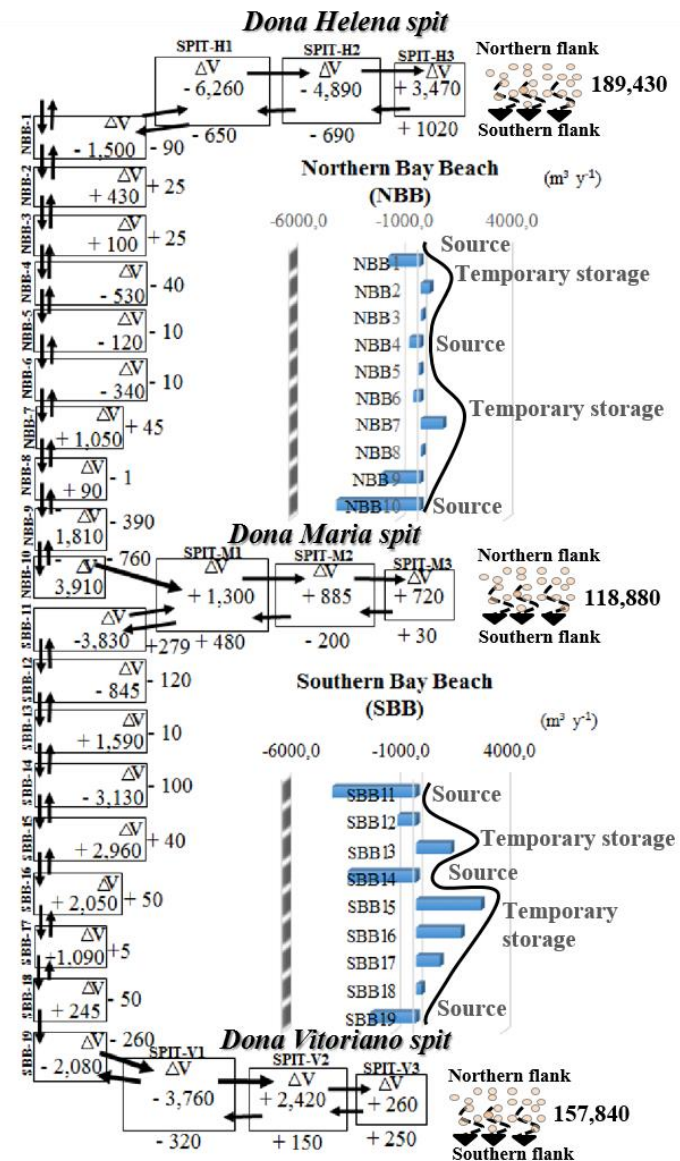 Dona Helena spit
SPIT-H1
SPIT-H2
SPIT-H3
ΔV
- 6,260
ΔV
- 4,890
ΔV
+ 3,470
- 650
- 690
+ 1020
Northern flank
189,430
Southern flank
NBB-1
ΔV
- 1,500
- 90
NBB-2
ΔV
+ 430
+ 25
NBB-3
ΔV
+ 100
+ 25
NBB-4
ΔV
- 530
- 40
NBB-5
ΔV
- 120
- 10
NBB-6
ΔV
- 340
- 10
NBB-7
ΔV
+ 1,050
+ 45
NBB-8
ΔV
+ 90
- 1
NBB-9
ΔV
1,810
- 390
NBB-10
ΔV
3,910
- 760
Northern Bay Beach
(NBB)
(m³ y⁻¹)
-6000,0
-1000,0
4000,0
NBB1
NBB2
NBB3
NBB4
NBB5
NBB6
NBB7
NBB8
NBB9
NBB10
Source
Temporary storage
Source
Temporary storage
Source
Dona Maria spit
SPIT-M1
SPIT-M2
SPIT-M3
ΔV
+ 1,300
ΔV
+ 885
ΔV
+ 720
+ 480
- 200
+ 30
Northern flank
118,880
Southern flank
SBB-11
ΔV
-3,830
+279
SBB-12
ΔV
- 845
- 120
SBB-13
ΔV
+ 1,590
- 10
SBB-14
ΔV
- 3,130
- 100
SBB-15
ΔV
+ 2,960
+ 40
SBB-16
ΔV
+ 2,050
+ 50
SBB-17
ΔV
+1.090
+5
SBB-18
ΔV
+ 245
- 50
SBB-19
ΔV
- 2,080
- 260
Southern Bay Beach
(SBB)
(m³ y⁻¹)
-6000,0
-1000,0
4000,0
SBB11
SBB12
SBB13
SBB14
SBB15
SBB16
SBB17
SBB18
SBB19
Source
Temporary storage
Source
Temporary
storage
Source
Dona Vitoriano spit
SPIT-V1
SPIT-V2
SPIT-V3
ΔV
- 3,760
ΔV
+ 2,420
ΔV
+ 260
- 320
+ 150
+ 250
Northern flank
157,840
Southern flank